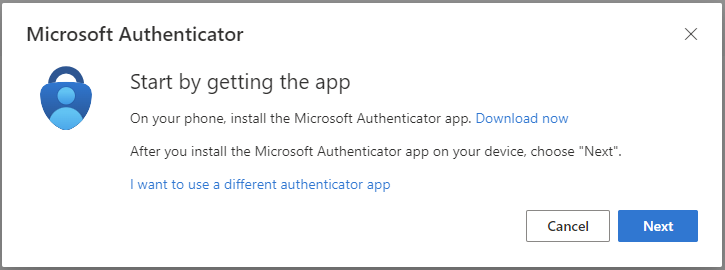 Microsoft Authenticator
Start by getting the app
On your phone, install the Microsoft Authenticator app. Download now
After you install the Microsoft Authenticator app on your device, choose "Next".
I want to use a different authenticator app
Cancel
Next